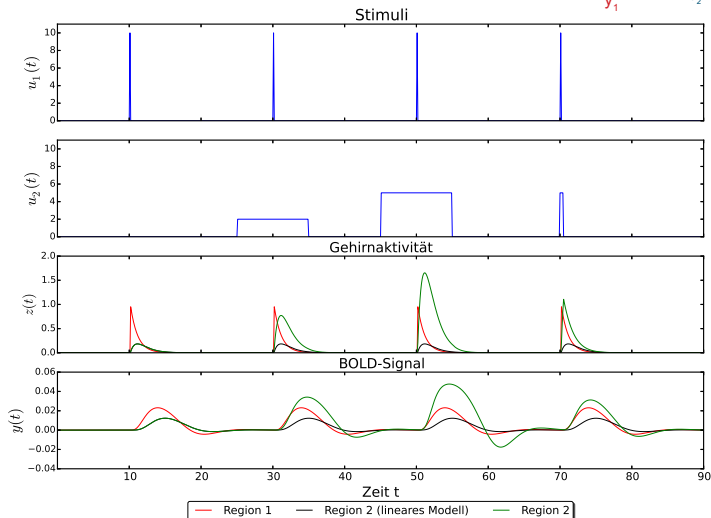 y1 2
Stimuli
u1(t)
10
8
6
4
2
0
u2(t)
10
8
6
4
2
0
Gehirnaktivität
z(t)
2.0
1.5
1.0
0.5
0.0
BOLD-Signal
y(t)
0.06
0.04
0.02
0.00
−0.02
−0.04
10 20 30 40 50 60 70 80 90
Zeit t
Region 1 Region 2 (lineares Modell) Region 2